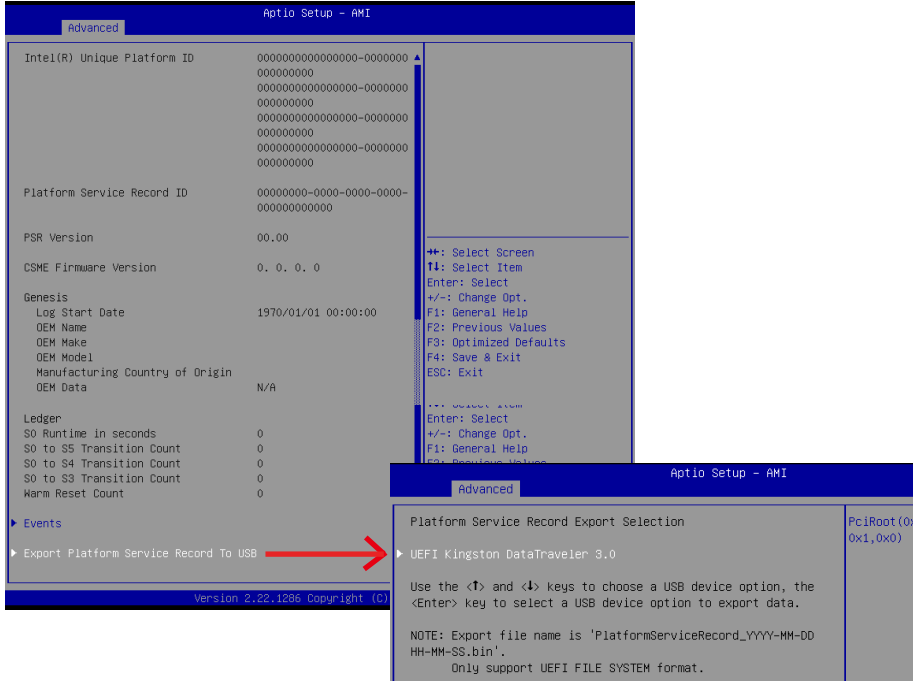 Aptio Setup – AMI
Advanced
Intel(R) Unique Platform ID 0000000000000000-0000000
000000000
0000000000000000-0000000
000000000
0000000000000000-0000000
000000000
0000000000000000-0000000
000000000
Platform Service Record ID 00000000-0000-0000-0000-
000000000000
PSR Version 00.00
CSME Firmware Version 0. 0. 0. 0
Genesis
Log Start Date 1970/01/01 00:00:00
OEM Name
OEM Make
OEM Model
Manufacturing Country of Origin
OEM Data N/A
Ledger
S0 Runtime in seconds 0
S0 to S5 Transition Count 0
S0 to S4 Transition Count 0
S0 to S3 Transition Count 0
Warm Reset Count 0
Events
Export Platform Service Record To USB
→←: Select Screen
↑↓: Select Item
Enter: Select
+/-: Change Opt.
F1: General Help
F2: Previous Values
F3: Optimized Defaults
F4: Save & Exit
ESC: Exit
Enter: Select
+/-: Change Opt.
F1: General Help
Version 2.22.1286 Copyright (C)
Aptio Setup – AMI
Advanced
Platform Service Record Export Selection
UEFI Kingston DataTraveler 3.0
Use the <↑> and <↓> keys to choose a USB device option, the
<Enter> key to select a USB device option to export data.
NOTE: Export file name is 'PlatformServiceRecord_YYYY-MM-DD
HH-MM-SS.bin'.
Only support UEFI FILE SYSTEM format.
PciRoot(0x
0x1,0x0)